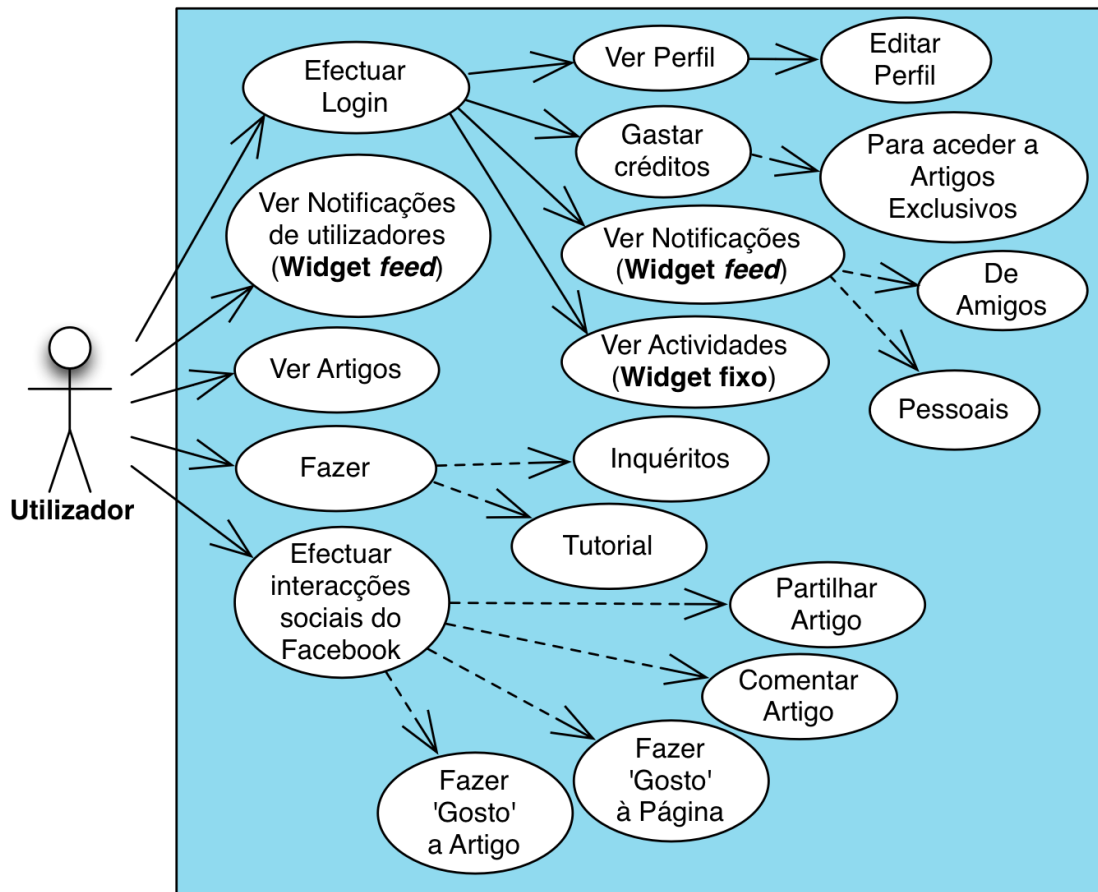 Efectuar
Login
Ver Perfil
Editar
Perfil
Gastar
créditos
Para aceder a
Artigos
Exclusivos
Ver Notificações
de utilizadores
(Widget feed)
Ver Notificações
(Widget feed)
De
Amigos
Ver Artigos
Ver Actividades
(Widget fixo)
Pessoais
Fazer
Inquéritos
Utilizador
Tutorial
Efectuar
interacções
sociais do
Facebook
Partilhar
Artigo
Comentar
Artigo
Fazer
'Gosto'
à Página
Fazer
'Gosto'
a Artigo